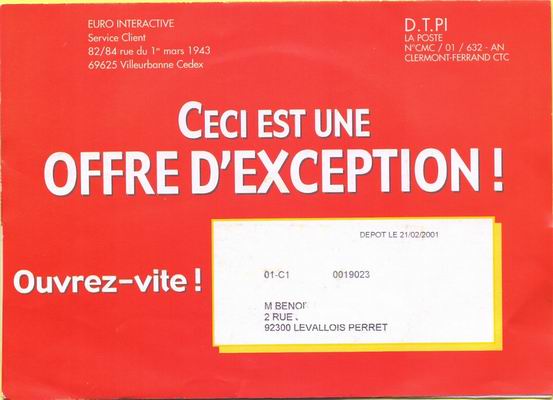 EURO INTERACTIVE
Service Client
82/84 rue du 1er mars 1943
69625 Villeurbanne Cedex
D.T.PI
LA POSTE
N°CMC / 01 / 632 - AN
CLERMONT-FERRAND CTC
CECI EST UNE
OFFRE D'EXCEPTION !
Ouvrez-vite !
DEPOT LE 21/02/2001
01-C1 0019023
M BENOI
2 RUE
92300 LEVALLOIS PERRET